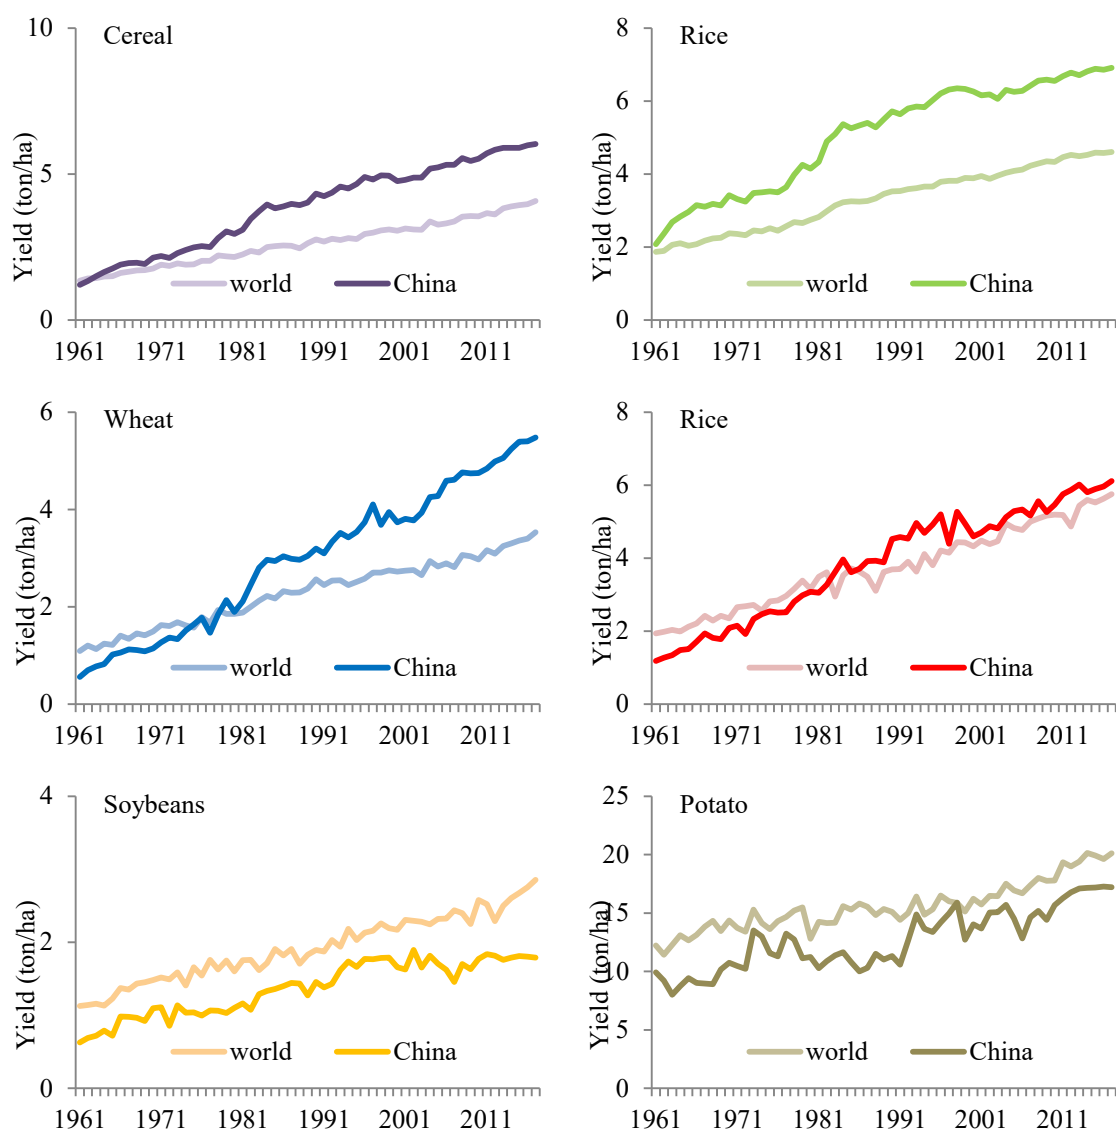 Cereal
Yield (ton/ha)
10
5
0
world China
1961 1971 1981 1991 2001 2011
Rice
Yield (ton/ha)
8
6
4
2
0
world China
1961 1971 1981 1991 2001 2011
Wheat
Yield (ton/ha)
6
4
2
0
world China
1961 1971 1981 1991 2001 2011
Rice
Yield (ton/ha)
8
6
4
2
0
world China
1961 1971 1981 1991 2001 2011
Soybeans
Yield (ton/ha)
4
2
0
world China
1961 1971 1981 1991 2001 2011
Potato
Yield (ton/ha)
25
20
15
10
5
0
world China
1961 1971 1981 1991 2001 2011